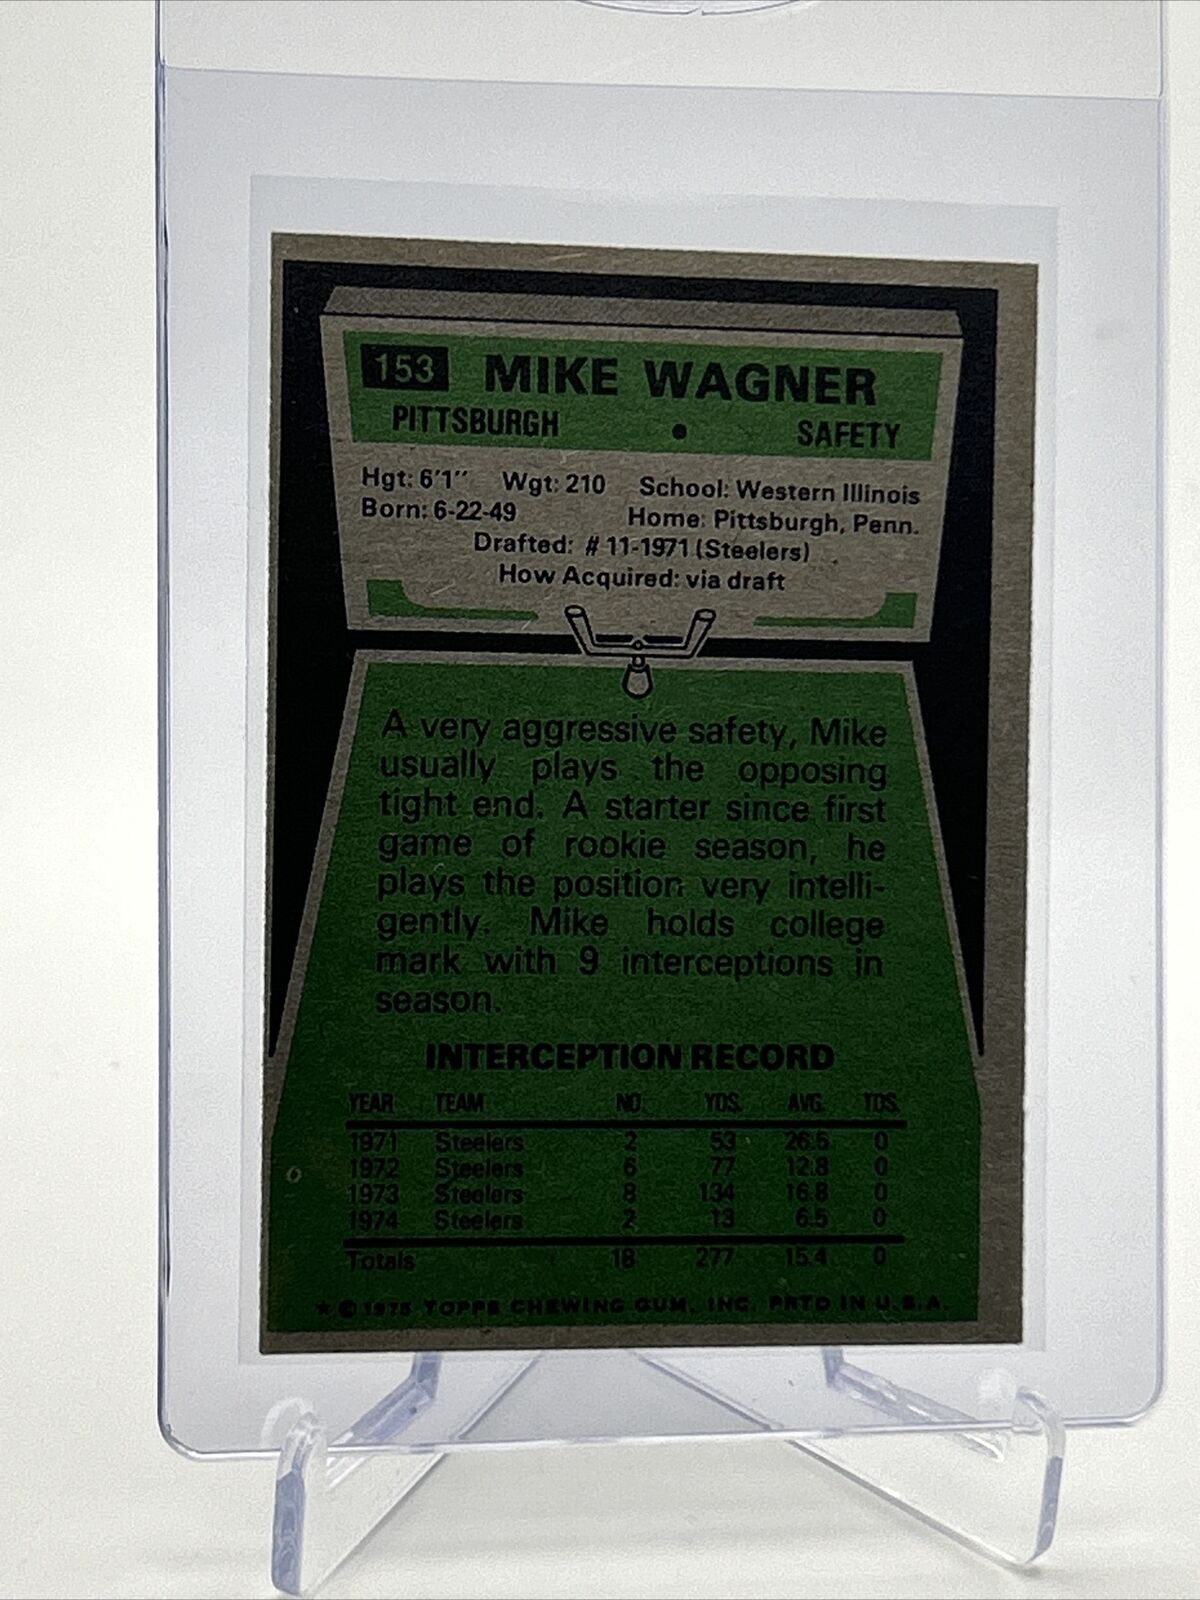 153 MIKE WAGNER
PITTSBURGH • SAFETY
Hgt: 6'1" Wgt: 210 School: Western Illinois
Born: 6-22-49 Home: Pittsburgh, Penn.
Drafted: # 11-1971 (Steelers)
How Acquired: via draft
A very aggressive safety, Mike
usually plays the opposing
tight end. A starter since first
game of rookie season, he
plays the position very intelli-
gently. Mike holds college
mark with 9 interceptions in
season.
INTERCEPTION RECORD
YEAR TEAM NO. YDS. AVG. TDS.
1971 Steelers 2 53 26.5 0
1972 Steelers 6 77 12.8 0
1973 Steelers 8 134 16.8 0
1974 Steelers 2 13 6.5 0
Totals 18 277 15.4 0
★ © 1975 TOPPS CHEWING GUM, INC. PRTD IN U.S.A.